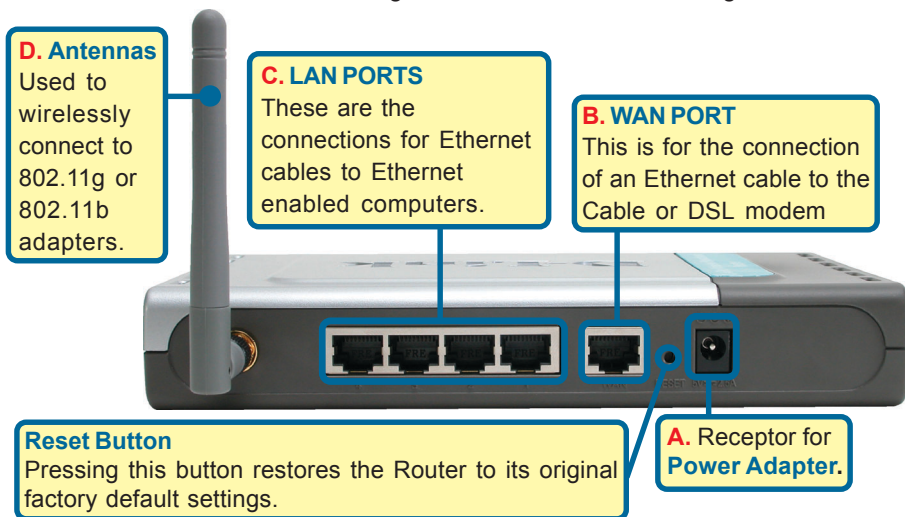 D. Antennas
Used to
wirelessly
connect to
802.11g or
802.11b
adapters.
C. LAN PORTS
These are the
connections for Ethernet
cables to Ethernet
enabled computers.
B. WAN PORT
This is for the connection
of an Ethernet cable to the
Cable or DSL modem
Reset Button
Pressing this button restores the Router to its original
factory default settings.
A. Receptor for
Power Adapter.